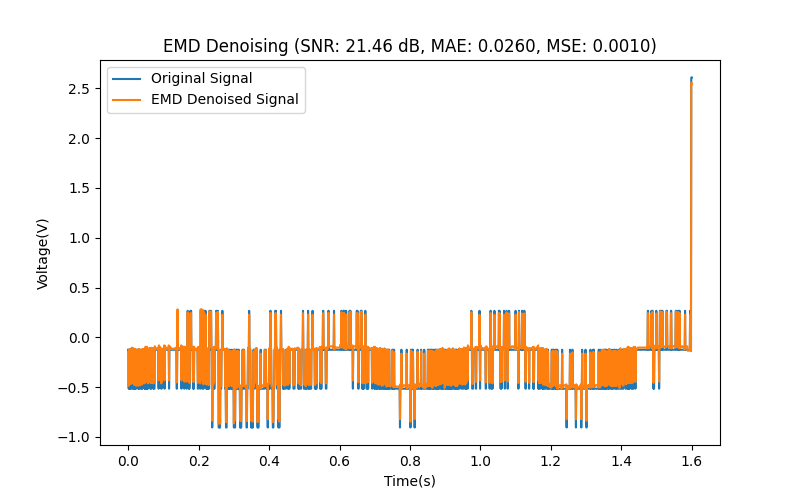 EMD Denoising (SNR: 21.46 dB, MAE: 0.0260, MSE: 0.0010)
Original Signal
EMD Denoised Signal
2.5
2.0
1.5
1.0
0.5
0.0
−0.5
−1.0
Voltage(V)
0.0 0.2 0.4 0.6 0.8 1.0 1.2 1.4 1.6
Time(s)